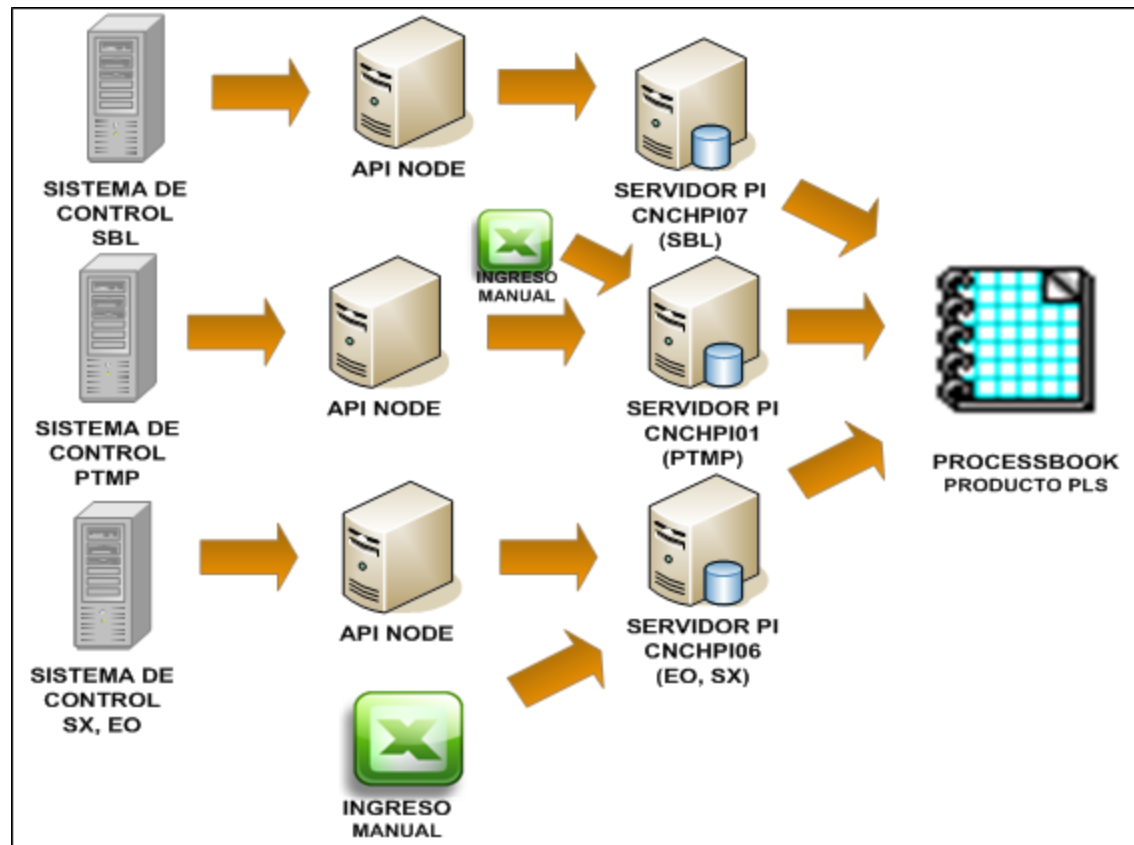 SISTEMA DE
CONTROL
SBL
API NODE
SERVIDOR PI
CNCHPI07
(SBL)
INGRESO
MANUAL
SISTEMA DE
CONTROL
PTMP
API NODE
SERVIDOR PI
CNCHPI01
(PTMP)
PROCESSBOOK
PRODUCTO PLS
SISTEMA DE
CONTROL
SX, EO
API NODE
SERVIDOR PI
CNCHPI06
(EO, SX)
INGRESO
MANUAL